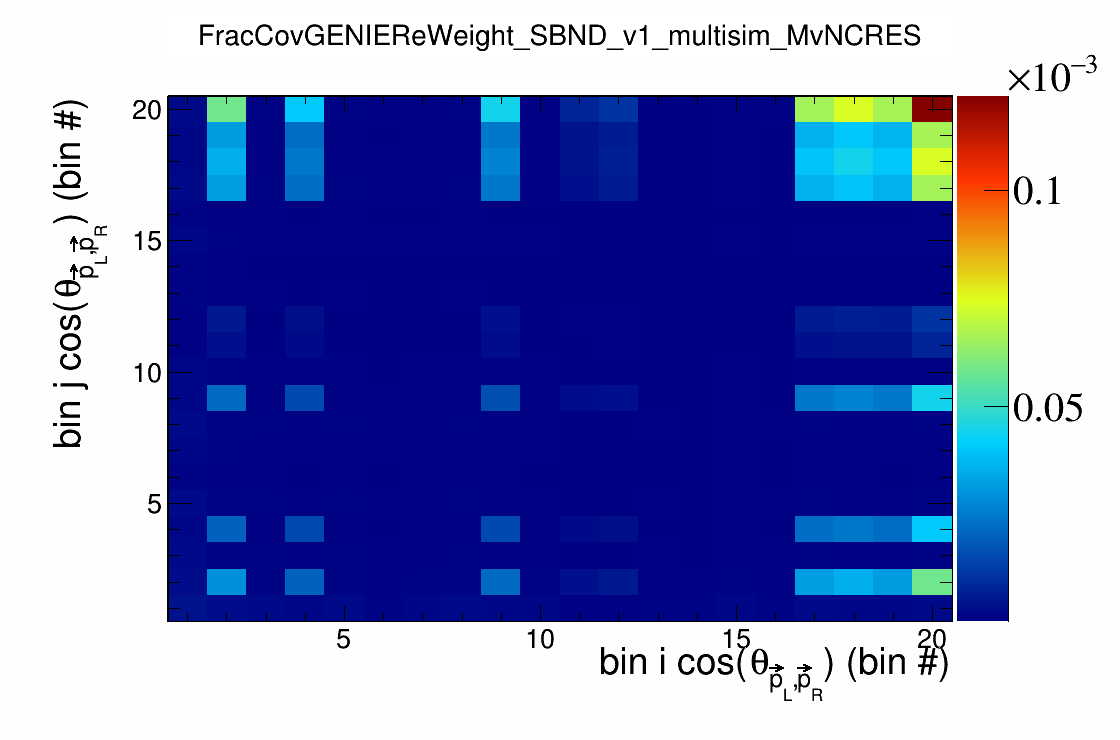 FracCovGENIEReWeight_SBND_v1_multisim_MvNCRES
×10⁻³
bin j cos(θ_{p⃗_L,p⃗_R}) (bin #)
20
15
10
5
0.1
0.05
5 10 15 20
bin i cos(θ_{p⃗_L,p⃗_R}) (bin #)